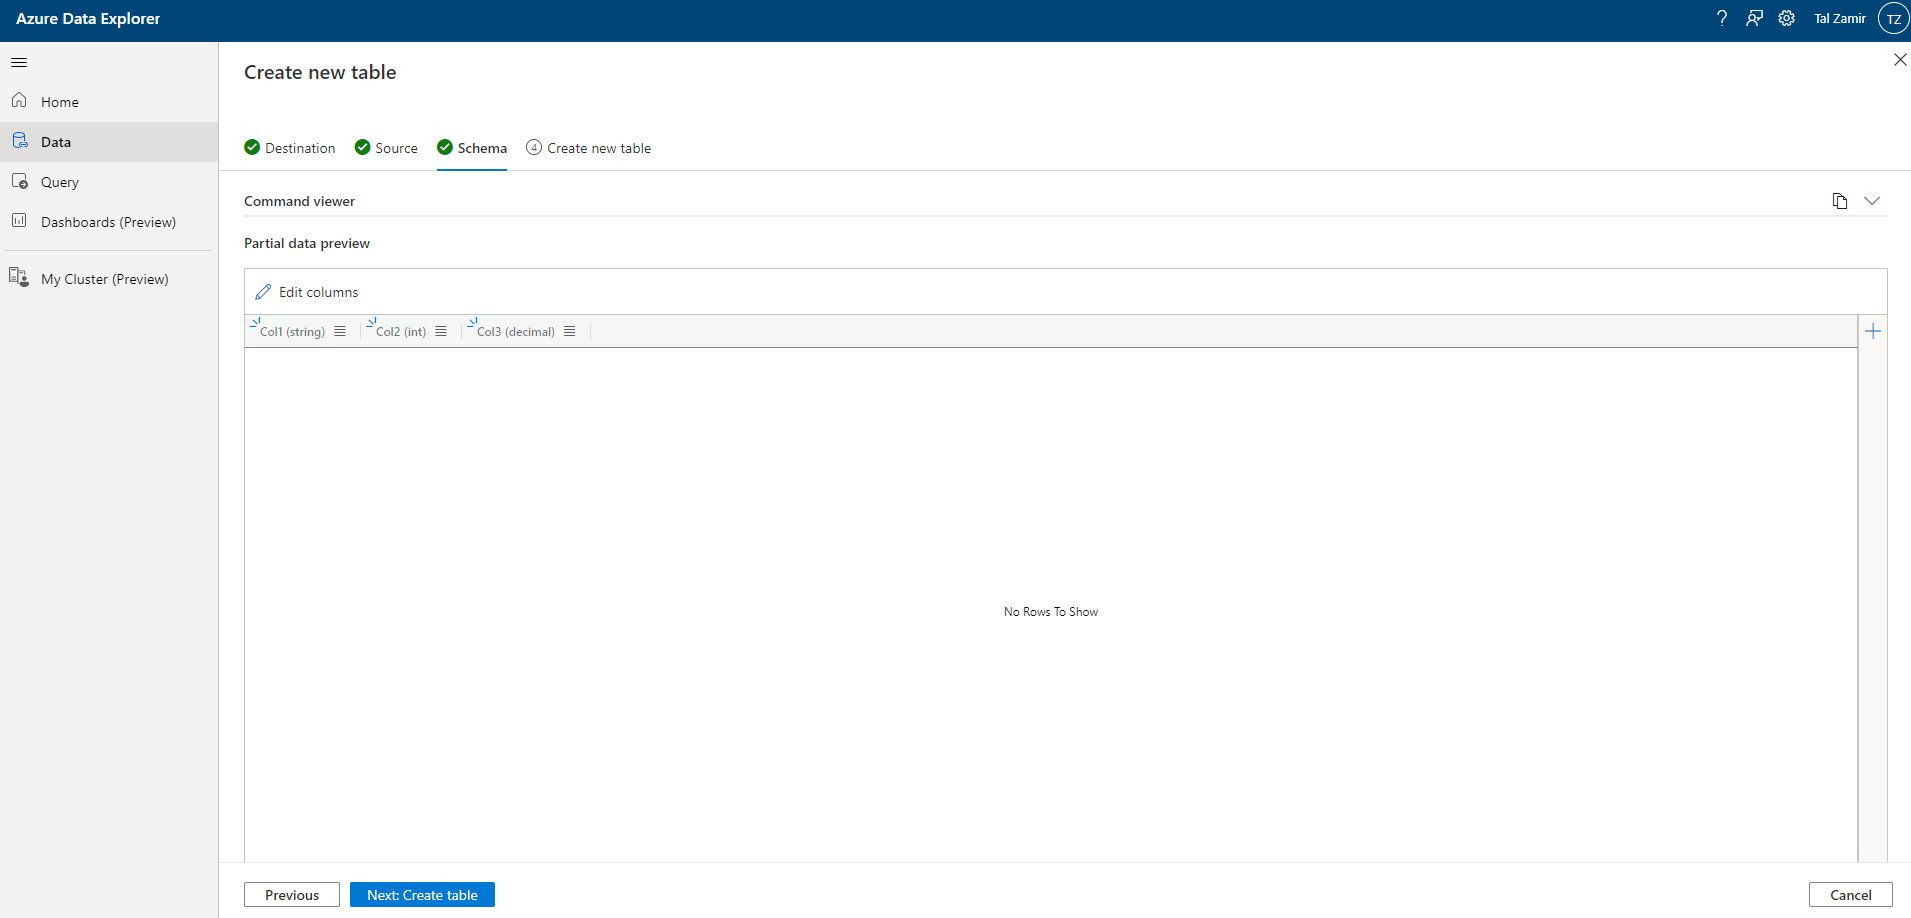 Azure Data Explorer
? Tal Zamir TZ
Home
Data
Query
Dashboards (Preview)
My Cluster (Preview)
Create new table
Destination Source Schema 4 Create new table
Command viewer
Partial data preview
Edit columns
Col1 (string) Col2 (int) Col3 (decimal)
No Rows To Show
Previous Next: Create table Cancel